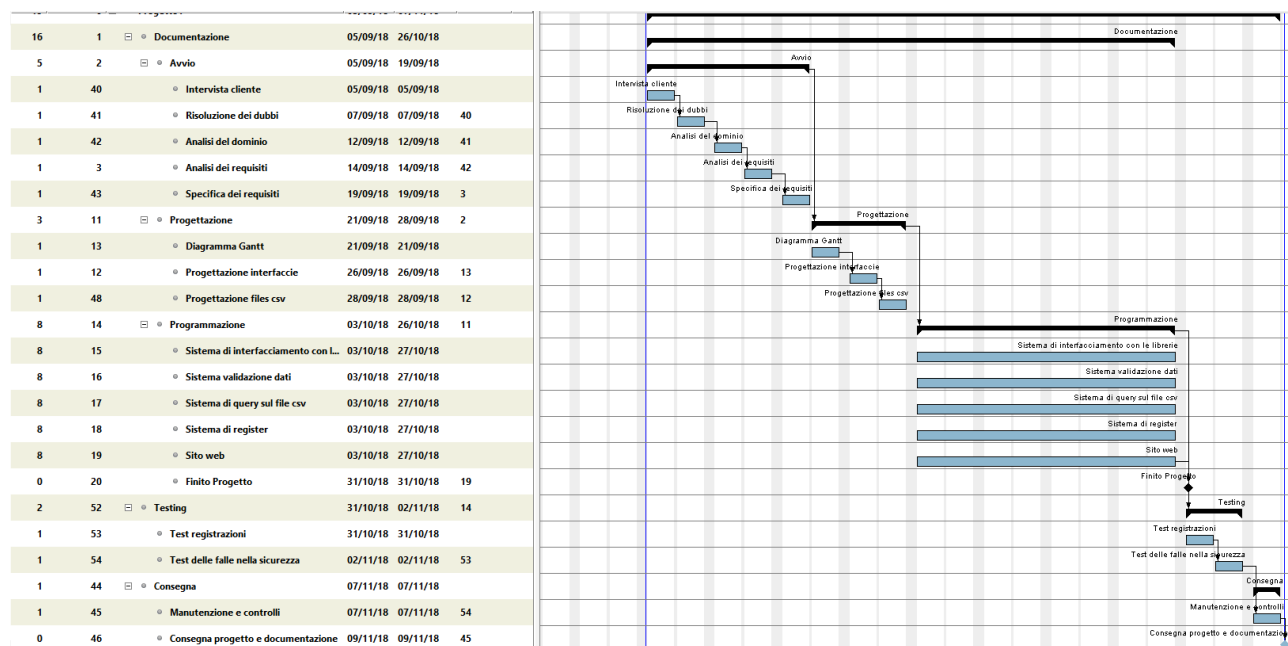 16 1 Documentazione 05/09/18 26/10/18
5 2 Avvio 05/09/18 19/09/18
1 40 Intervista cliente 05/09/18 05/09/18
1 41 Risoluzione dei dubbi 07/09/18 07/09/18 40
1 42 Analisi del dominio 12/09/18 12/09/18 41
1 3 Analisi dei requisiti 14/09/18 14/09/18 42
1 43 Specifica dei requisiti 19/09/18 19/09/18 3
3 11 Progettazione 21/09/18 28/09/18 2
1 13 Diagramma Gantt 21/09/18 21/09/18
1 12 Progettazione interfaccie 26/09/18 26/09/18 13
1 48 Progettazione files csv 28/09/18 28/09/18 12
8 14 Programmazione 03/10/18 26/10/18 11
8 15 Sistema di interfacciamento con l... 03/10/18 27/10/18
8 16 Sistema validazione dati 03/10/18 27/10/18
8 17 Sistema di query sul file csv 03/10/18 27/10/18
8 18 Sistema di register 03/10/18 27/10/18
8 19 Sito web 03/10/18 27/10/18
0 20 Finito Progetto 31/10/18 31/10/18 19
2 52 Testing 31/10/18 02/11/18 14
1 53 Test registrazioni 31/10/18 31/10/18
1 54 Test delle falle nella sicurezza 02/11/18 02/11/18 53
1 44 Consegna 07/11/18 07/11/18
1 45 Manutenzione e controlli 07/11/18 07/11/18 54
0 46 Consegna progetto e documentazione 09/11/18 09/11/18 45
Documentazione
Avvio
Intervista cliente
Risoluzione dei dubbi
Analisi del dominio
Analisi dei requisiti
Specifica dei requisiti
Progettazione
Diagramma Gantt
Progettazione interfaccie
Progettazione files csv
Programmazione
Sistema di interfacciamento con le librerie
Sistema validazione dati
Sistema di query sul file csv
Sistema di register
Sito web
Finito Progetto
Testing
Test registrazioni
Test delle falle nella sicurezza
Consegna
Manutenzione e controlli
Consegna progetto e documentazio